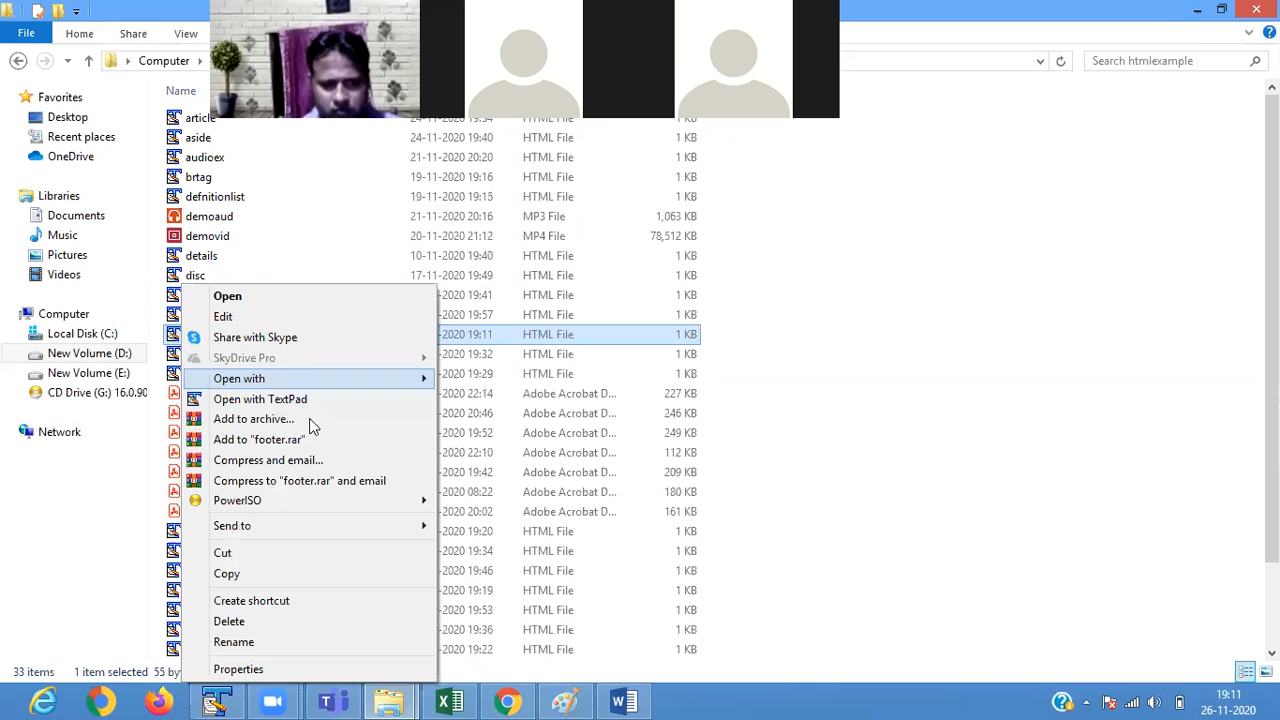 File Home Share View
Computer
Search htmlexample
Name
Favorites
Desktop
Recent places
OneDrive
Libraries
Documents
Music
Pictures
Videos
Computer
Local Disk (C:)
New Volume (D:)
New Volume (E:)
CD Drive (G:) 16.0.90
Network
article HTML File 1 KB
aside 24-11-2020 19:40 HTML File 1 KB
audioex 21-11-2020 20:20 HTML File 1 KB
brtag 19-11-2020 19:16 HTML File 1 KB
defnitionlist 19-11-2020 19:15 HTML File 1 KB
demoaud 21-11-2020 20:16 MP3 File 1,063 KB
demovid 20-11-2020 21:12 MP4 File 78,512 KB
details 10-11-2020 19:40 HTML File 1 KB
disc 17-11-2020 19:49 HTML File 1 KB
-2020 19:41 HTML File 1 KB
-2020 19:57 HTML File 1 KB
-2020 19:11 HTML File 1 KB
-2020 19:32 HTML File 1 KB
-2020 19:29 HTML File 1 KB
-2020 22:14 Adobe Acrobat D... 227 KB
-2020 20:46 Adobe Acrobat D... 246 KB
-2020 19:52 Adobe Acrobat D... 249 KB
-2020 22:10 Adobe Acrobat D... 112 KB
-2020 19:42 Adobe Acrobat D... 209 KB
-2020 08:22 Adobe Acrobat D... 180 KB
-2020 20:02 Adobe Acrobat D... 161 KB
-2020 19:20 HTML File 1 KB
-2020 19:34 HTML File 1 KB
-2020 19:46 HTML File 1 KB
-2020 19:19 HTML File 1 KB
-2020 19:53 HTML File 1 KB
-2020 19:36 HTML File 1 KB
-2020 19:22 HTML File 1 KB
Open
Edit
Share with Skype
SkyDrive Pro
Open with
Open with TextPad
Add to archive...
Add to "footer.rar"
Compress and email...
Compress to "footer.rar" and email
PowerISO
Send to
Cut
Copy
Create shortcut
Delete
Rename
Properties
33 items 1 item selected 55 byt
19:11
26-11-2020